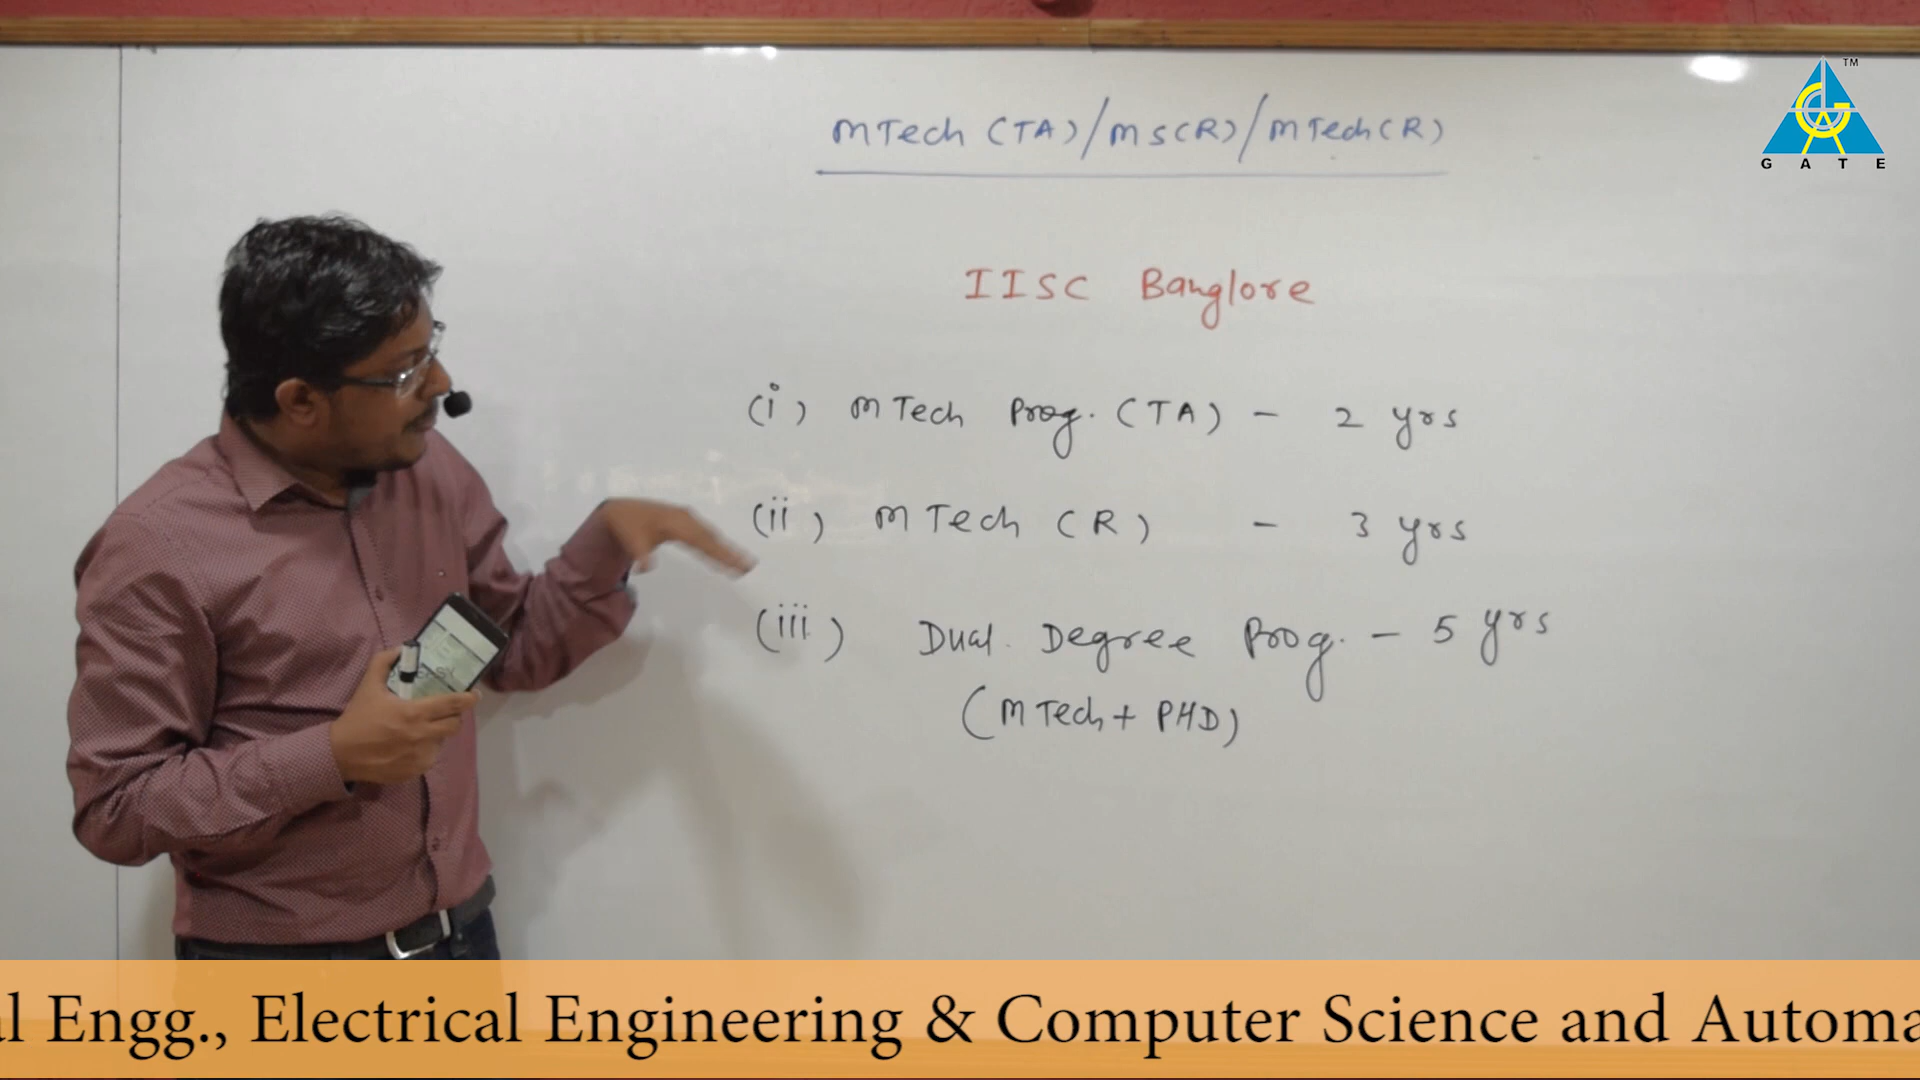 MTech (TA)/MS(R)/MTech(R)
TM
GATE
IISC Banglore
(i) MTech Prog. (TA) - 2 yrs
(ii) MTech (R) - 3 yrs
(iii) Dual. Degree Prog. - 5 yrs
(MTech + PHD)
l Engg., Electrical Engineering & Computer Science and Automa